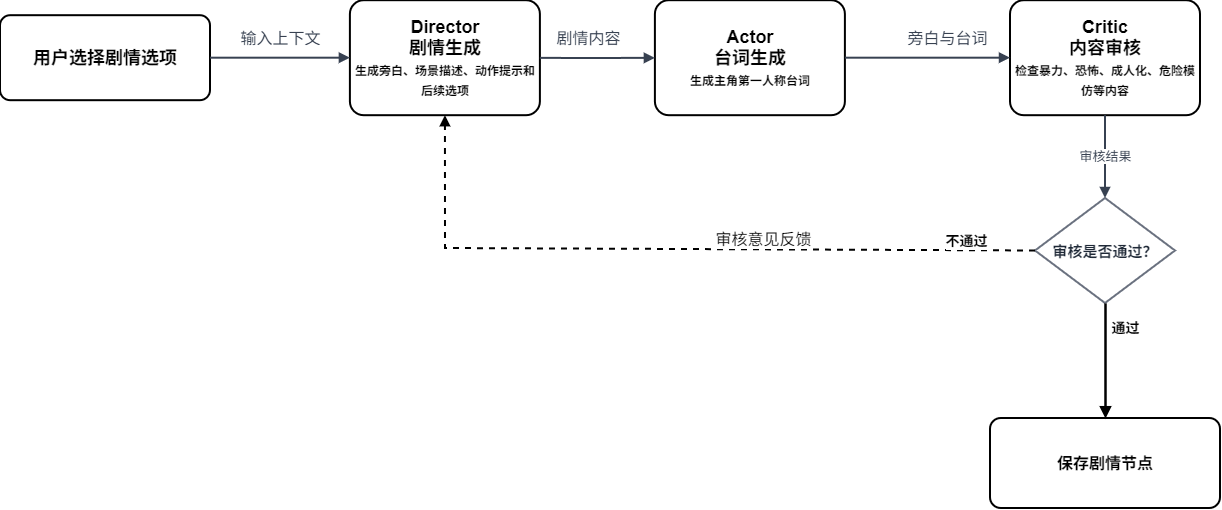 用户选择剧情选项
输入上下文
Director
剧情生成
生成旁白、场景描述、动作提示和
后续选项
剧情内容
Actor
台词生成
生成主角第一人称台词
旁白与台词
Critic
内容审核
检查暴力、恐怖、成人化、危险模
仿等内容
审核结果
审核是否通过?
不通过
审核意见反馈
通过
保存剧情节点